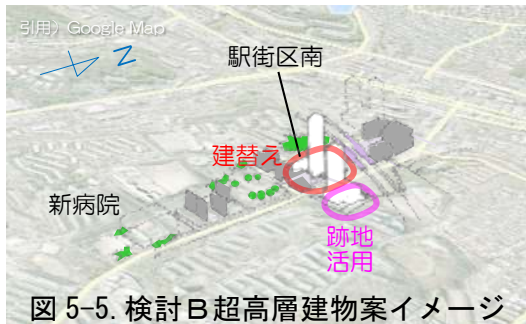 引用）Google Map
Z
駅街区南
建替え
新病院
跡地
活用
図 5-5. 検討Ｂ超高層建物案イメージ